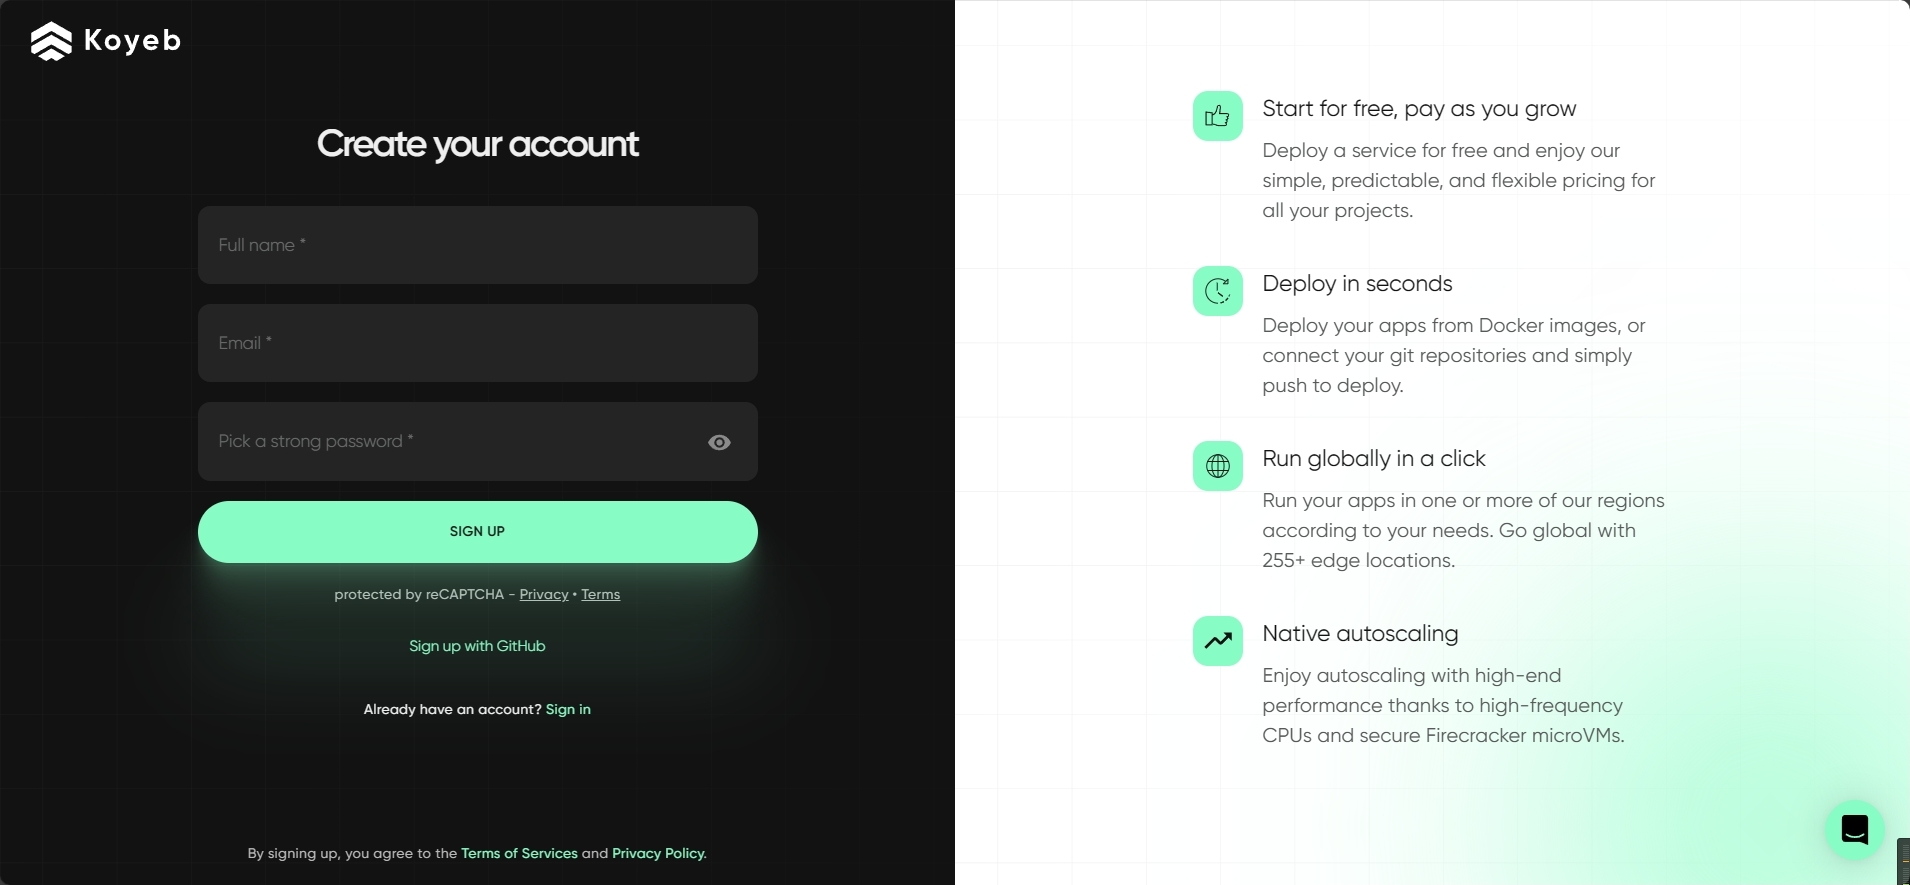 Koyeb
Create your account
Full name *
Email *
Pick a strong password *
SIGN UP
protected by reCAPTCHA - Privacy • Terms
Sign up with GitHub
Already have an account? Sign in
By signing up, you agree to the Terms of Services and Privacy Policy.
Start for free, pay as you grow
Deploy a service for free and enjoy our
simple, predictable, and flexible pricing for
all your projects.
Deploy in seconds
Deploy your apps from Docker images, or
connect your git repositories and simply
push to deploy.
Run globally in a click
Run your apps in one or more of our regions
according to your needs. Go global with
255+ edge locations.
Native autoscaling
Enjoy autoscaling with high-end
performance thanks to high-frequency
CPUs and secure Firecracker microVMs.